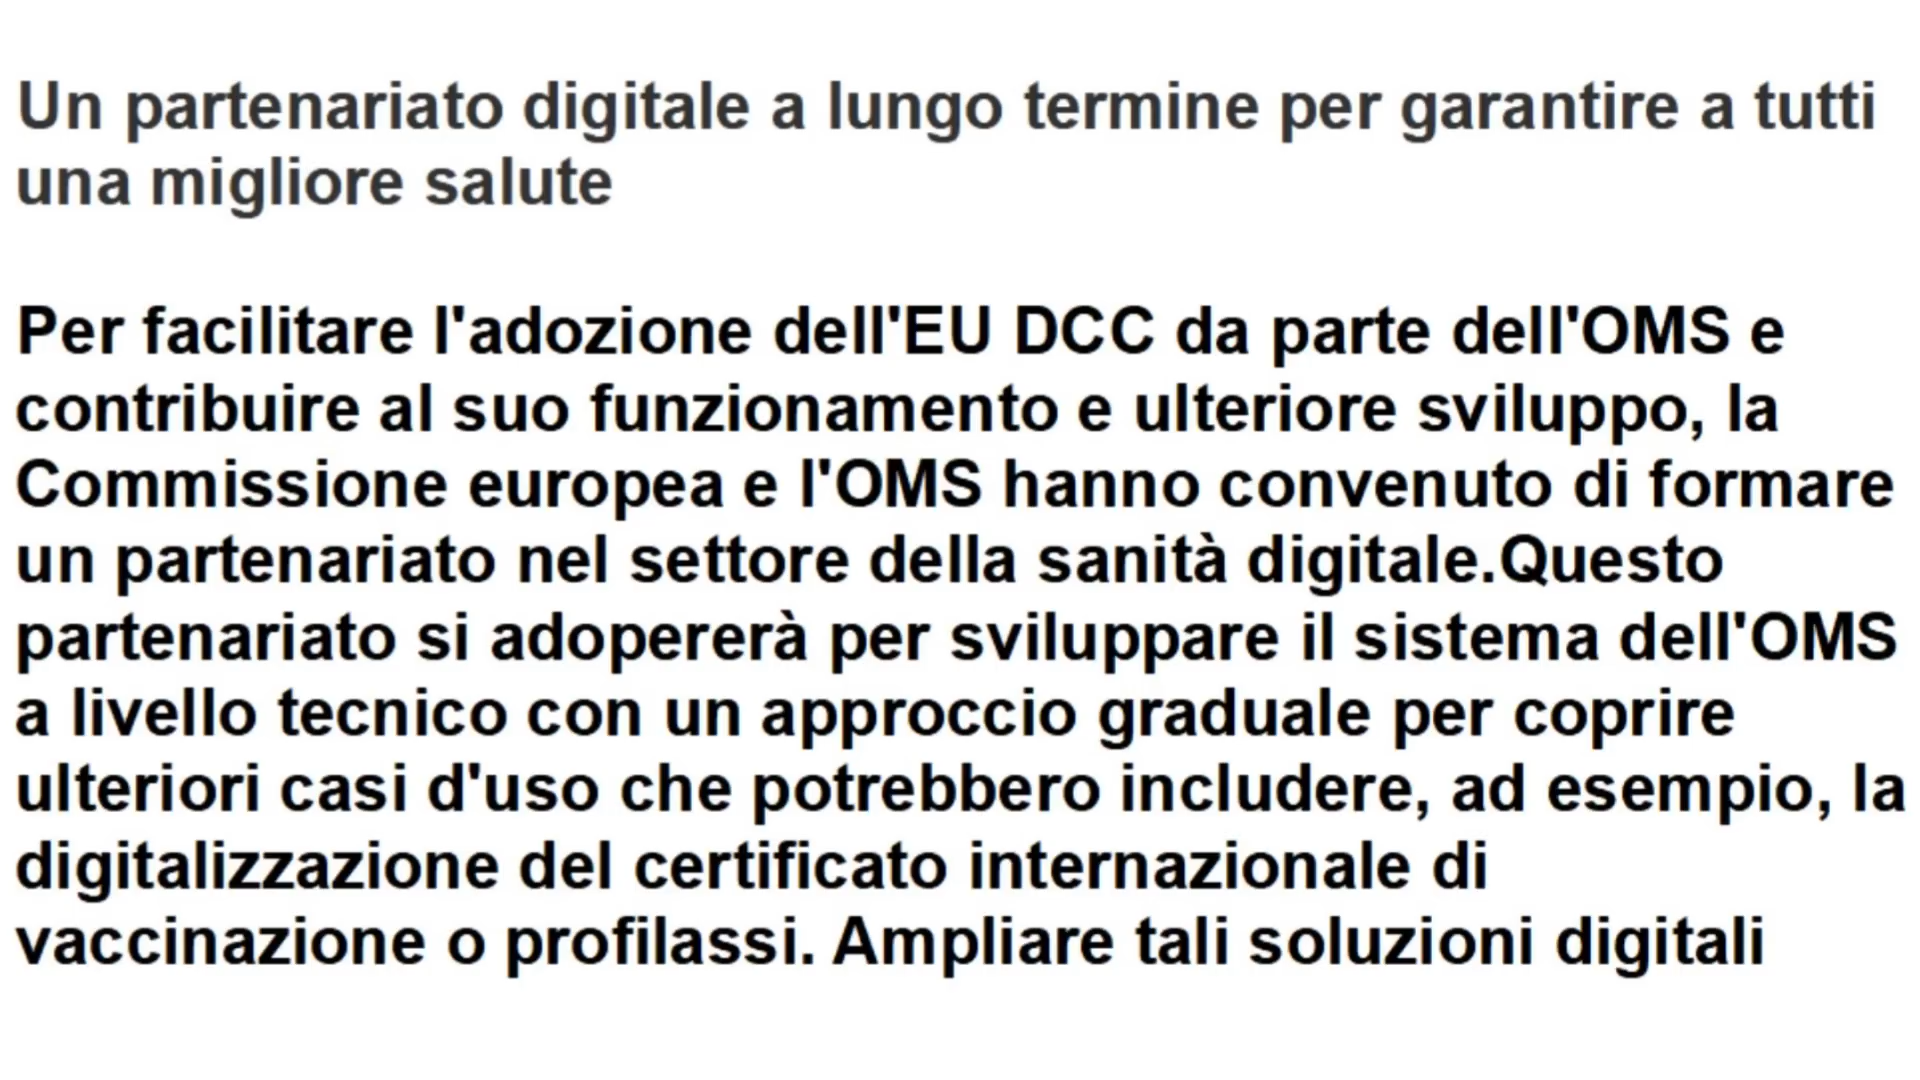 Un partenariato digitale a lungo termine per garantire a tutti
una migliore salute
Per facilitare l'adozione dell'EU DCC da parte dell'OMS e
contribuire al suo funzionamento e ulteriore sviluppo, la
Commissione europea e l'OMS hanno convenuto di formare
un partenariato nel settore della sanità digitale.Questo
partenariato si adopererà per sviluppare il sistema dell'OMS
a livello tecnico con un approccio graduale per coprire
ulteriori casi d'uso che potrebbero includere, ad esempio, la
digitalizzazione del certificato internazionale di
vaccinazione o profilassi. Ampliare tali soluzioni digitali